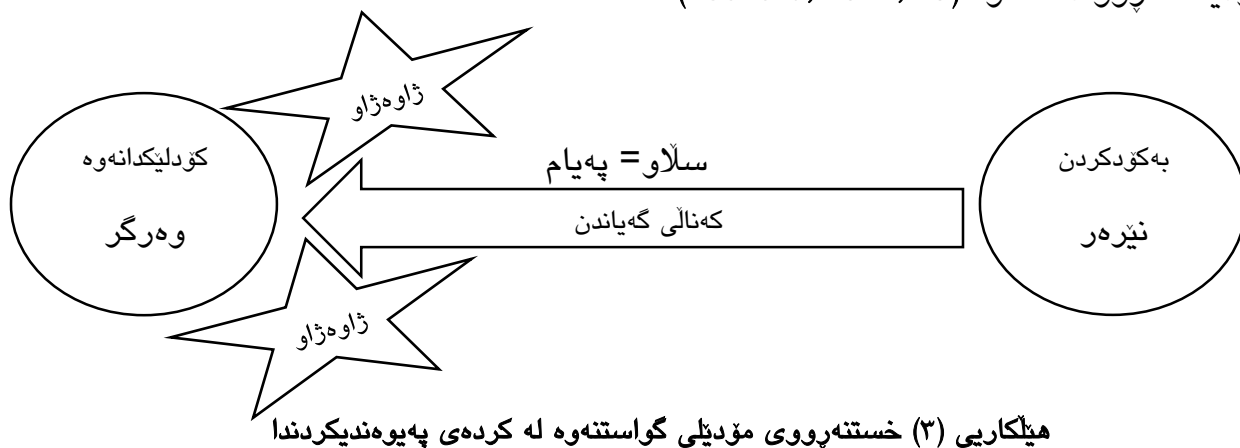 بەکۆدکردن
نێرەر
سڵاو= پەیام
کەناڵی گەیاندن
ژاوەژاو
ژاوەژاو
کۆدلێکدانەوە
وەرگر
هێڵکاریی (٣) خستنەڕووی مۆدێلی گواستنەوە لە کردەی پەیوەندیکردندا